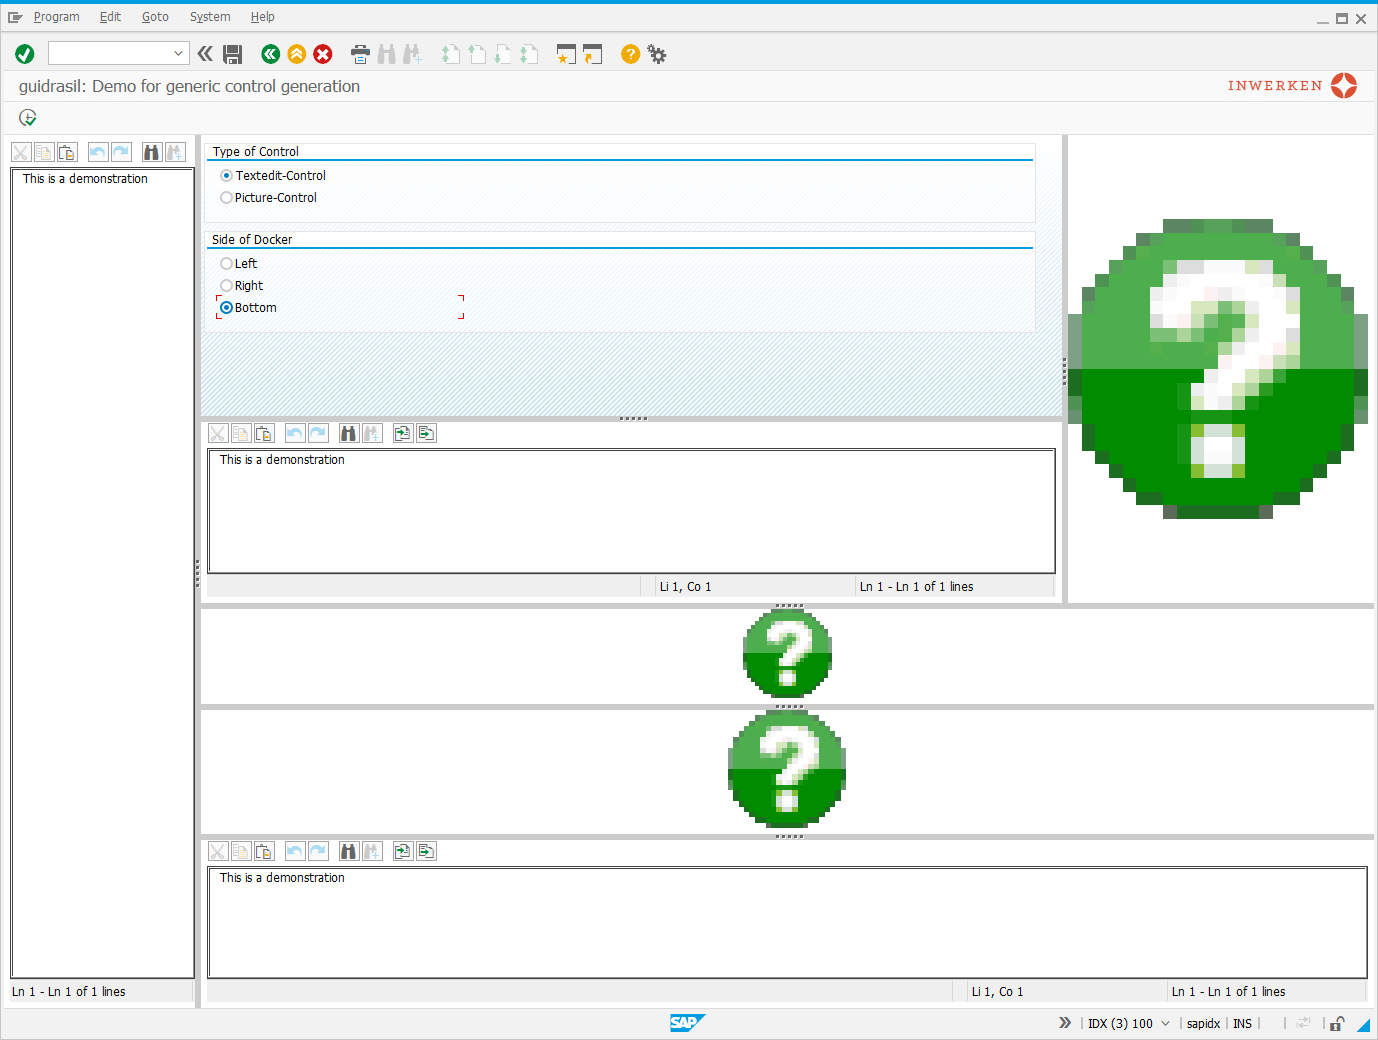 Program Edit Goto System Help
guidrasil: Demo for generic control generation
INWERKEN
This is a demonstration
Ln 1 - Ln 1 of 1 lines
Type of Control
Textedit-Control
Picture-Control
Side of Docker
Left
Right
Bottom
This is a demonstration
Li 1, Co 1 Ln 1 - Ln 1 of 1 lines
This is a demonstration
Li 1, Co 1 Ln 1 - Ln 1 of 1 lines
SAP IDX (3) 100 sapidx INS